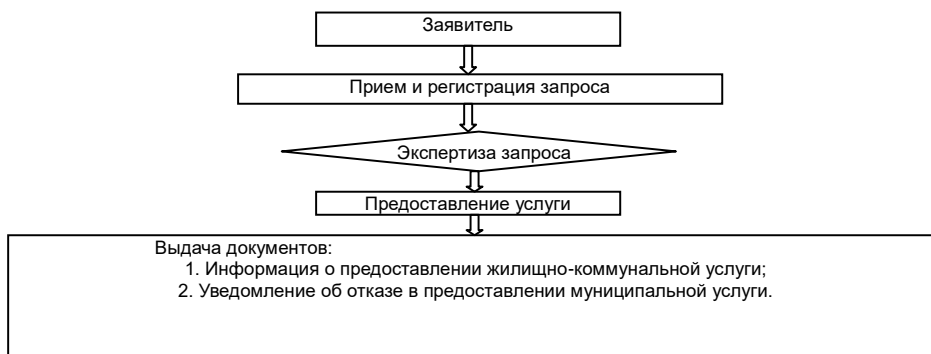 Заявитель
Прием и регистрация запроса
Экспертиза запроса
Предоставление услуги
Выдача документов:
1. Информация о предоставлении жилищно-коммунальной услуги;
2. Уведомление об отказе в предоставлении муниципальной услуги.